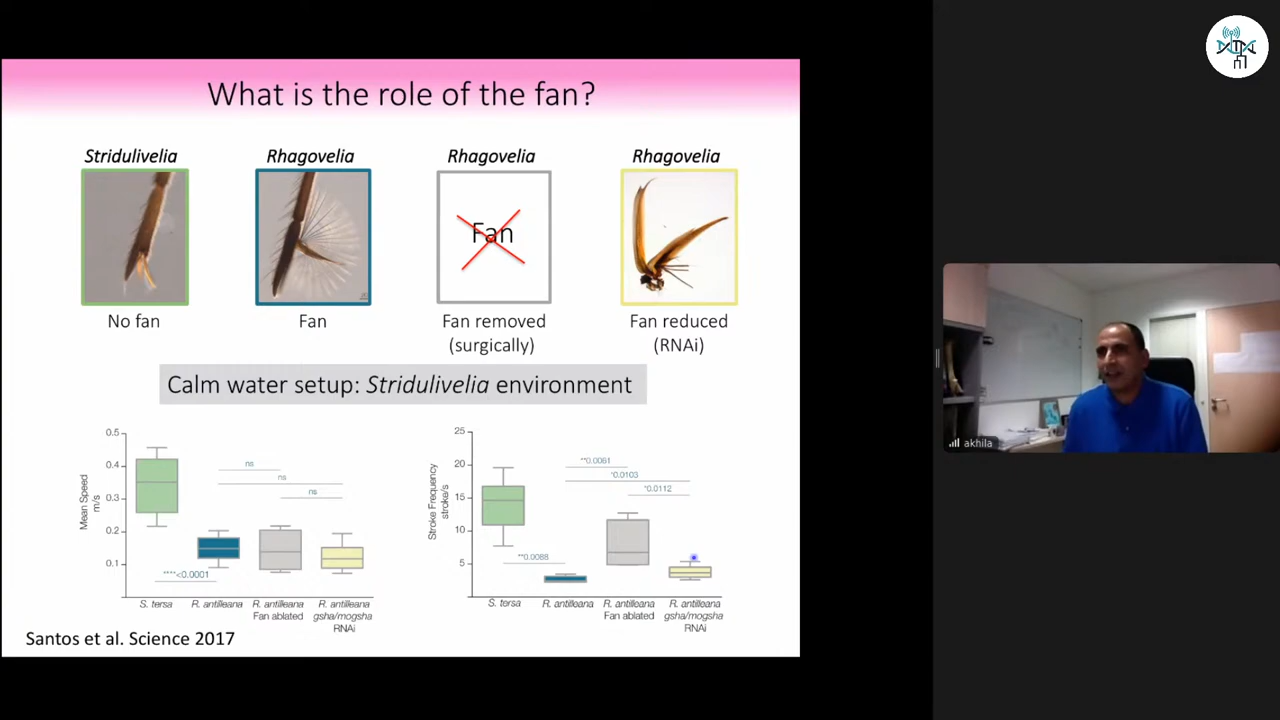 What is the role of the fan?
Stridulivelia
Rhagovelia
Rhagovelia
Rhagovelia
Fan
No fan
Fan
Fan removed
(surgically)
Fan reduced
(RNAi)
Calm water setup: Stridulivelia environment
Mean Speed
m/s
0.5
0.4
0.3
0.2
0.1
ns
ns
ns
****<0.0001
S. tersa
R. antilleana
R. antilleana
Fan ablated
R. antilleana
gsha/mogsha
RNAi
Stroke Frequency
stroke/s
25
20
15
10
5
**0.0061
*0.0103
*0.0112
**0.0088
S. tersa
R. antilleana
R. antilleana
Fan ablated
R. antilleana
gsha/mogsha
RNAi
Santos et al. Science 2017
akhila